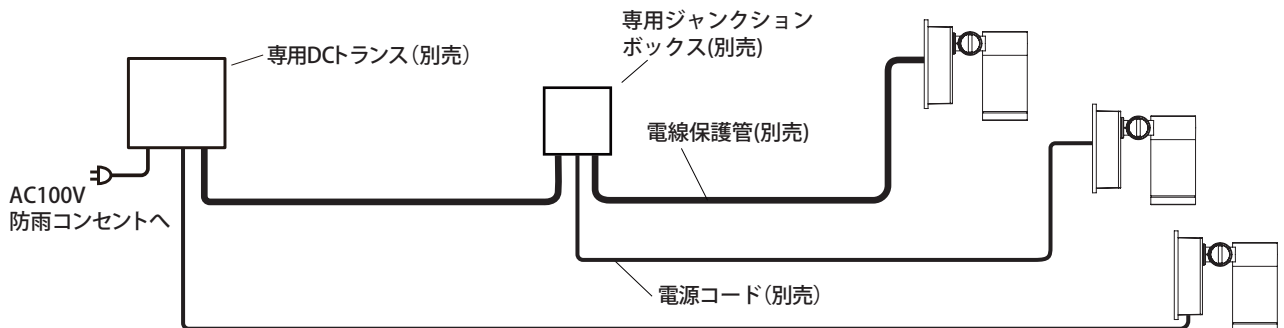 専用ジャンクション
ボックス(別売)
専用DCトランス（別売）
電線保護管(別売)
AC100V
防雨コンセントへ
電源コード（別売）